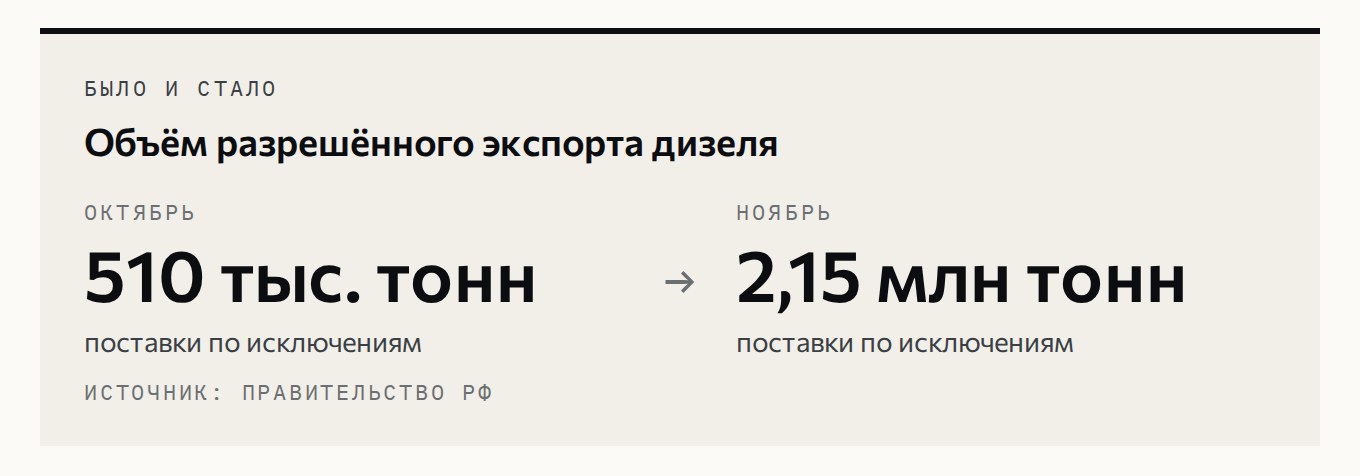 БЫЛО И СТАЛО
Объём разрешённого экспорта дизеля
ОКТЯБРЬ
510 тыс. тонн
поставки по исключениям
→
НОЯБРЬ
2,15 млн тонн
поставки по исключениям
ИСТОЧНИК: ПРАВИТЕЛЬСТВО РФ